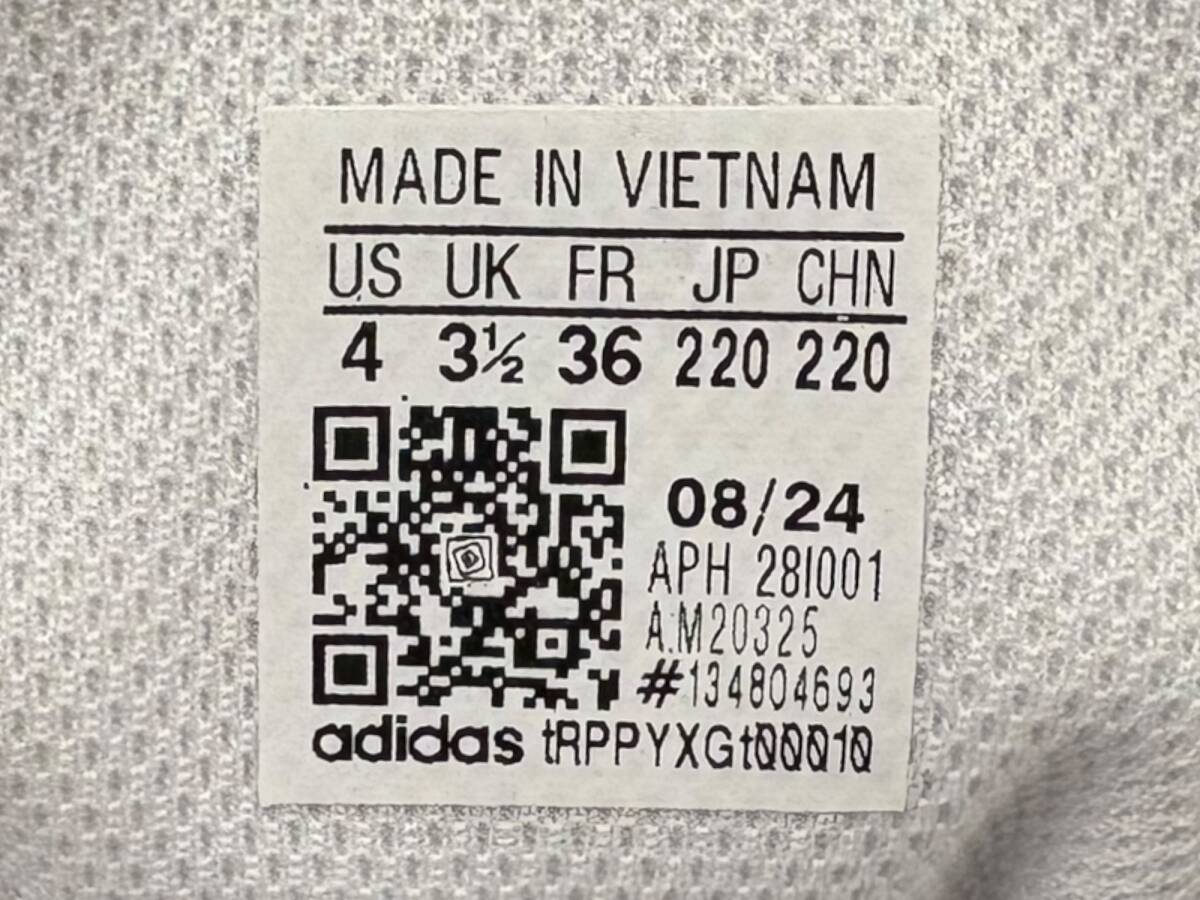 MADE IN VIETNAM
US UK FR JP CHN
4 3½ 36 220 220
08/24
APH 28I001
A:M20325
#134804693
adidas tRPPYXGt00010